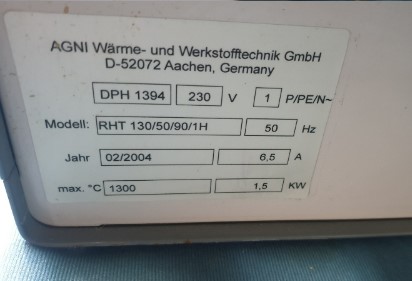 AGNI Wärme- und Werkstofftechnik GmbH
D-52072 Aachen, Germany
DPH 1394 230 V 1 P/PE/N~
Modell: RHT 130/50/90/1H 50 Hz
Jahr 02/2004 6,5 A
max. °C 1300 1,5 KW